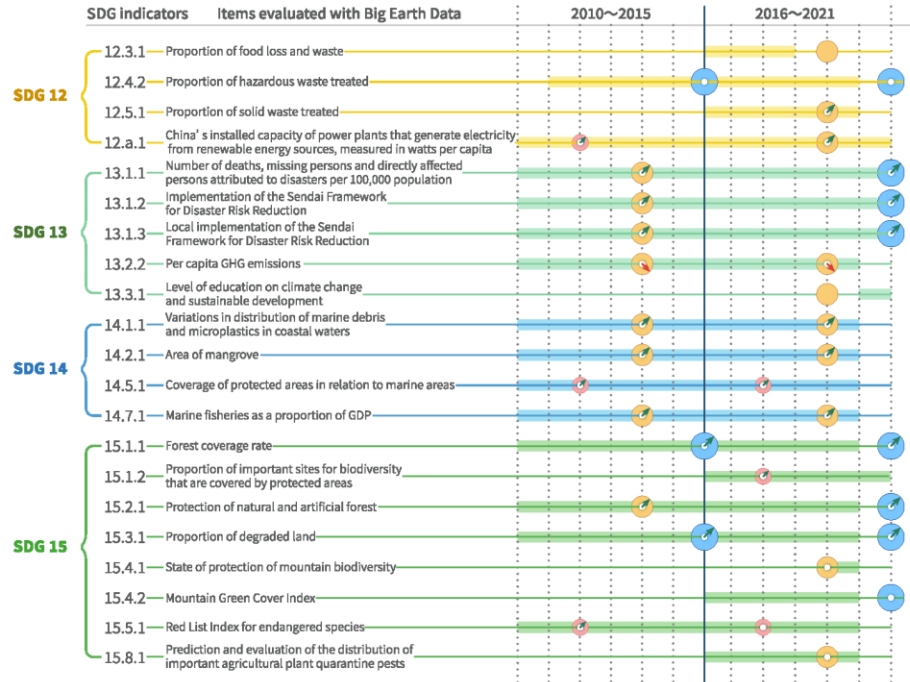 SDG indicators Items evaluated with Big Earth Data 2010～2015 2016～2021
SDG 12
12.3.1 Proportion of food loss and waste
12.4.2 Proportion of hazardous waste treated
12.5.1 Proportion of solid waste treated
12.a.1 China's installed capacity of power plants that generate electricity
from renewable energy sources, measured in watts per capita
SDG 13
13.1.1 Number of deaths, missing persons and directly affected
persons attributed to disasters per 100,000 population
13.1.2 Implementation of the Sendai Framework
for Disaster Risk Reduction
13.1.3 Local implementation of the Sendai
Framework for Disaster Risk Reduction
13.2.2 Per capita GHG emissions
13.3.1 Level of education on climate change
and sustainable development
SDG 14
14.1.1 Variations in distribution of marine debris
and microplastics in coastal waters
14.2.1 Area of mangrove
14.5.1 Coverage of protected areas in relation to marine areas
14.7.1 Marine fisheries as a proportion of GDP
SDG 15
15.1.1 Forest coverage rate
15.1.2 Proportion of important sites for biodiversity
that are covered by protected areas
15.2.1 Protection of natural and artificial forest
15.3.1 Proportion of degraded land
15.4.1 State of protection of mountain biodiversity
15.4.2 Mountain Green Cover Index
15.5.1 Red List Index for endangered species
15.8.1 Prediction and evaluation of the distribution of
important agricultural plant quarantine pests